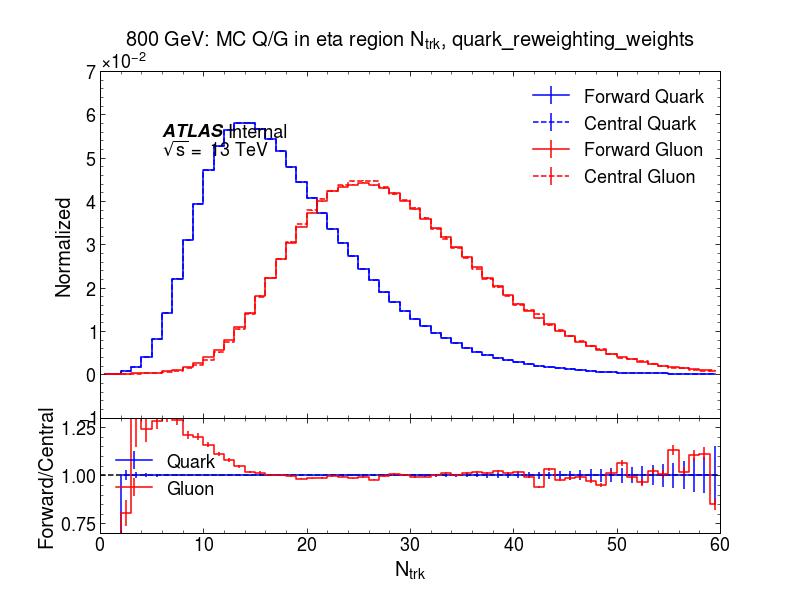 800 GeV: MC Q/G in eta region N_trk, quark_reweighting_weights
×10⁻²
7
6
5
4
3
2
1
0
−1
Normalized
ATLAS Internal
√s = 13 TeV
Forward Quark
Central Quark
Forward Gluon
Central Gluon
1.25
1.00
0.75
Forward/Central
Quark
Gluon
0 10 20 30 40 50 60
N_trk